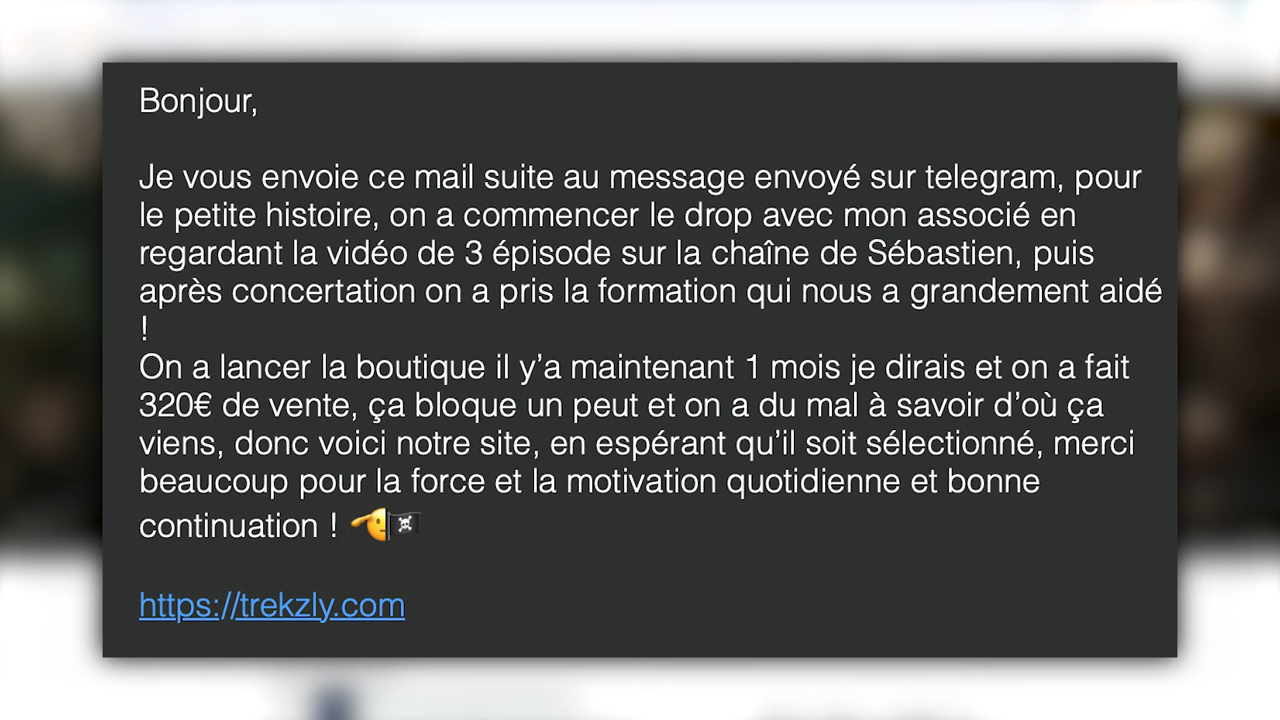 Bonjour,
Je vous envoie ce mail suite au message envoyé sur telegram, pour
le petite histoire, on a commencer le drop avec mon associé en
regardant la vidéo de 3 épisode sur la chaîne de Sébastien, puis
après concertation on a pris la formation qui nous a grandement aidé
!
On a lancer la boutique il y’a maintenant 1 mois je dirais et on a fait
320€ de vente, ça bloque un peut et on a du mal à savoir d’où ça
viens, donc voici notre site, en espérant qu’il soit sélectionné, merci
beaucoup pour la force et la motivation quotidienne et bonne
continuation ! 🫡🏴‍☠️
https://trekzly.com